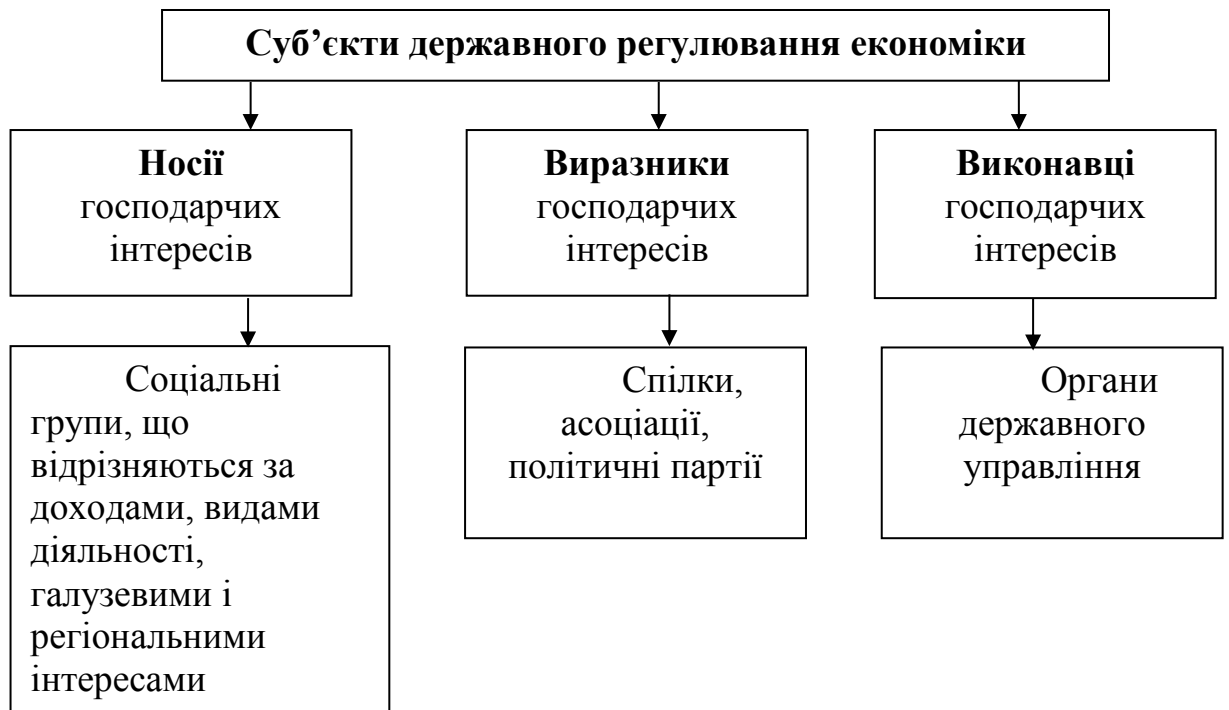 Суб’єкти державного регулювання економіки
Носії
господарчих
інтересів
Виразники
господарчих
інтересів
Виконавці
господарчих
інтересів
Соціальні
групи, що
відрізняються за
доходами, видами
діяльності,
галузевими і
регіональними
інтересами
Спілки,
асоціації,
політичні партії
Органи
державного
управління